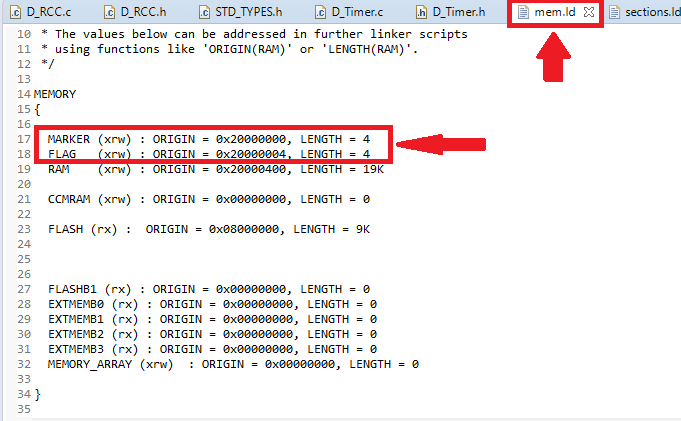 D_RCC.c D_RCC.h STD_TYPES.h D_Timer.c D_Timer.h mem.ld sections.ld
10 * The values below can be addressed in further linker scripts
11 * using functions like 'ORIGIN(RAM)' or 'LENGTH(RAM)'.
12 */
13
14 MEMORY
15 {
16
17 MARKER (xrw) : ORIGIN = 0x20000000, LENGTH = 4
18 FLAG (xrw) : ORIGIN = 0x20000004, LENGTH = 4
19 RAM (xrw) : ORIGIN = 0x20000400, LENGTH = 19K
20
21 CCMRAM (xrw) : ORIGIN = 0x00000000, LENGTH = 0
22
23 FLASH (rx) : ORIGIN = 0x08000000, LENGTH = 9K
24
25
26
27 FLASHB1 (rx) : ORIGIN = 0x00000000, LENGTH = 0
28 EXTMEMB0 (rx) : ORIGIN = 0x00000000, LENGTH = 0
29 EXTMEMB1 (rx) : ORIGIN = 0x00000000, LENGTH = 0
30 EXTMEMB2 (rx) : ORIGIN = 0x00000000, LENGTH = 0
31 EXTMEMB3 (rx) : ORIGIN = 0x00000000, LENGTH = 0
32 MEMORY_ARRAY (xrw) : ORIGIN = 0x00000000, LENGTH = 0
33
34 }
35